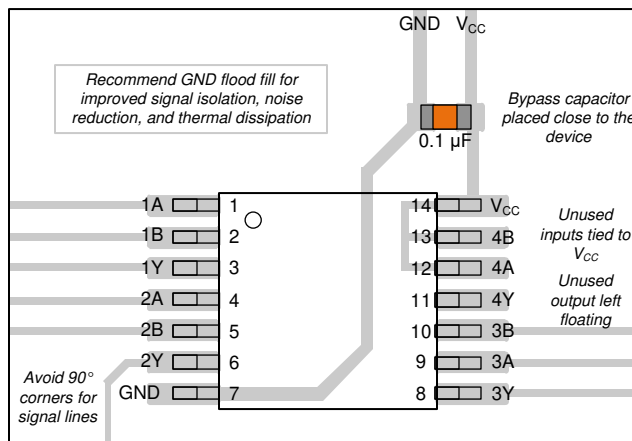 GND VCC
Recommend GND flood fill for
improved signal isolation, noise
reduction, and thermal dissipation
Bypass capacitor
placed close to the
device
0.1 µF
1A 1 14 VCC
1B 2 13 4B
1Y 3 12 4A
2A 4 11 4Y
2B 5 10 3B
2Y 6 9 3A
GND 7 8 3Y
Unused
inputs tied to
VCC
Unused
output left
floating
Avoid 90°
corners for
signal lines